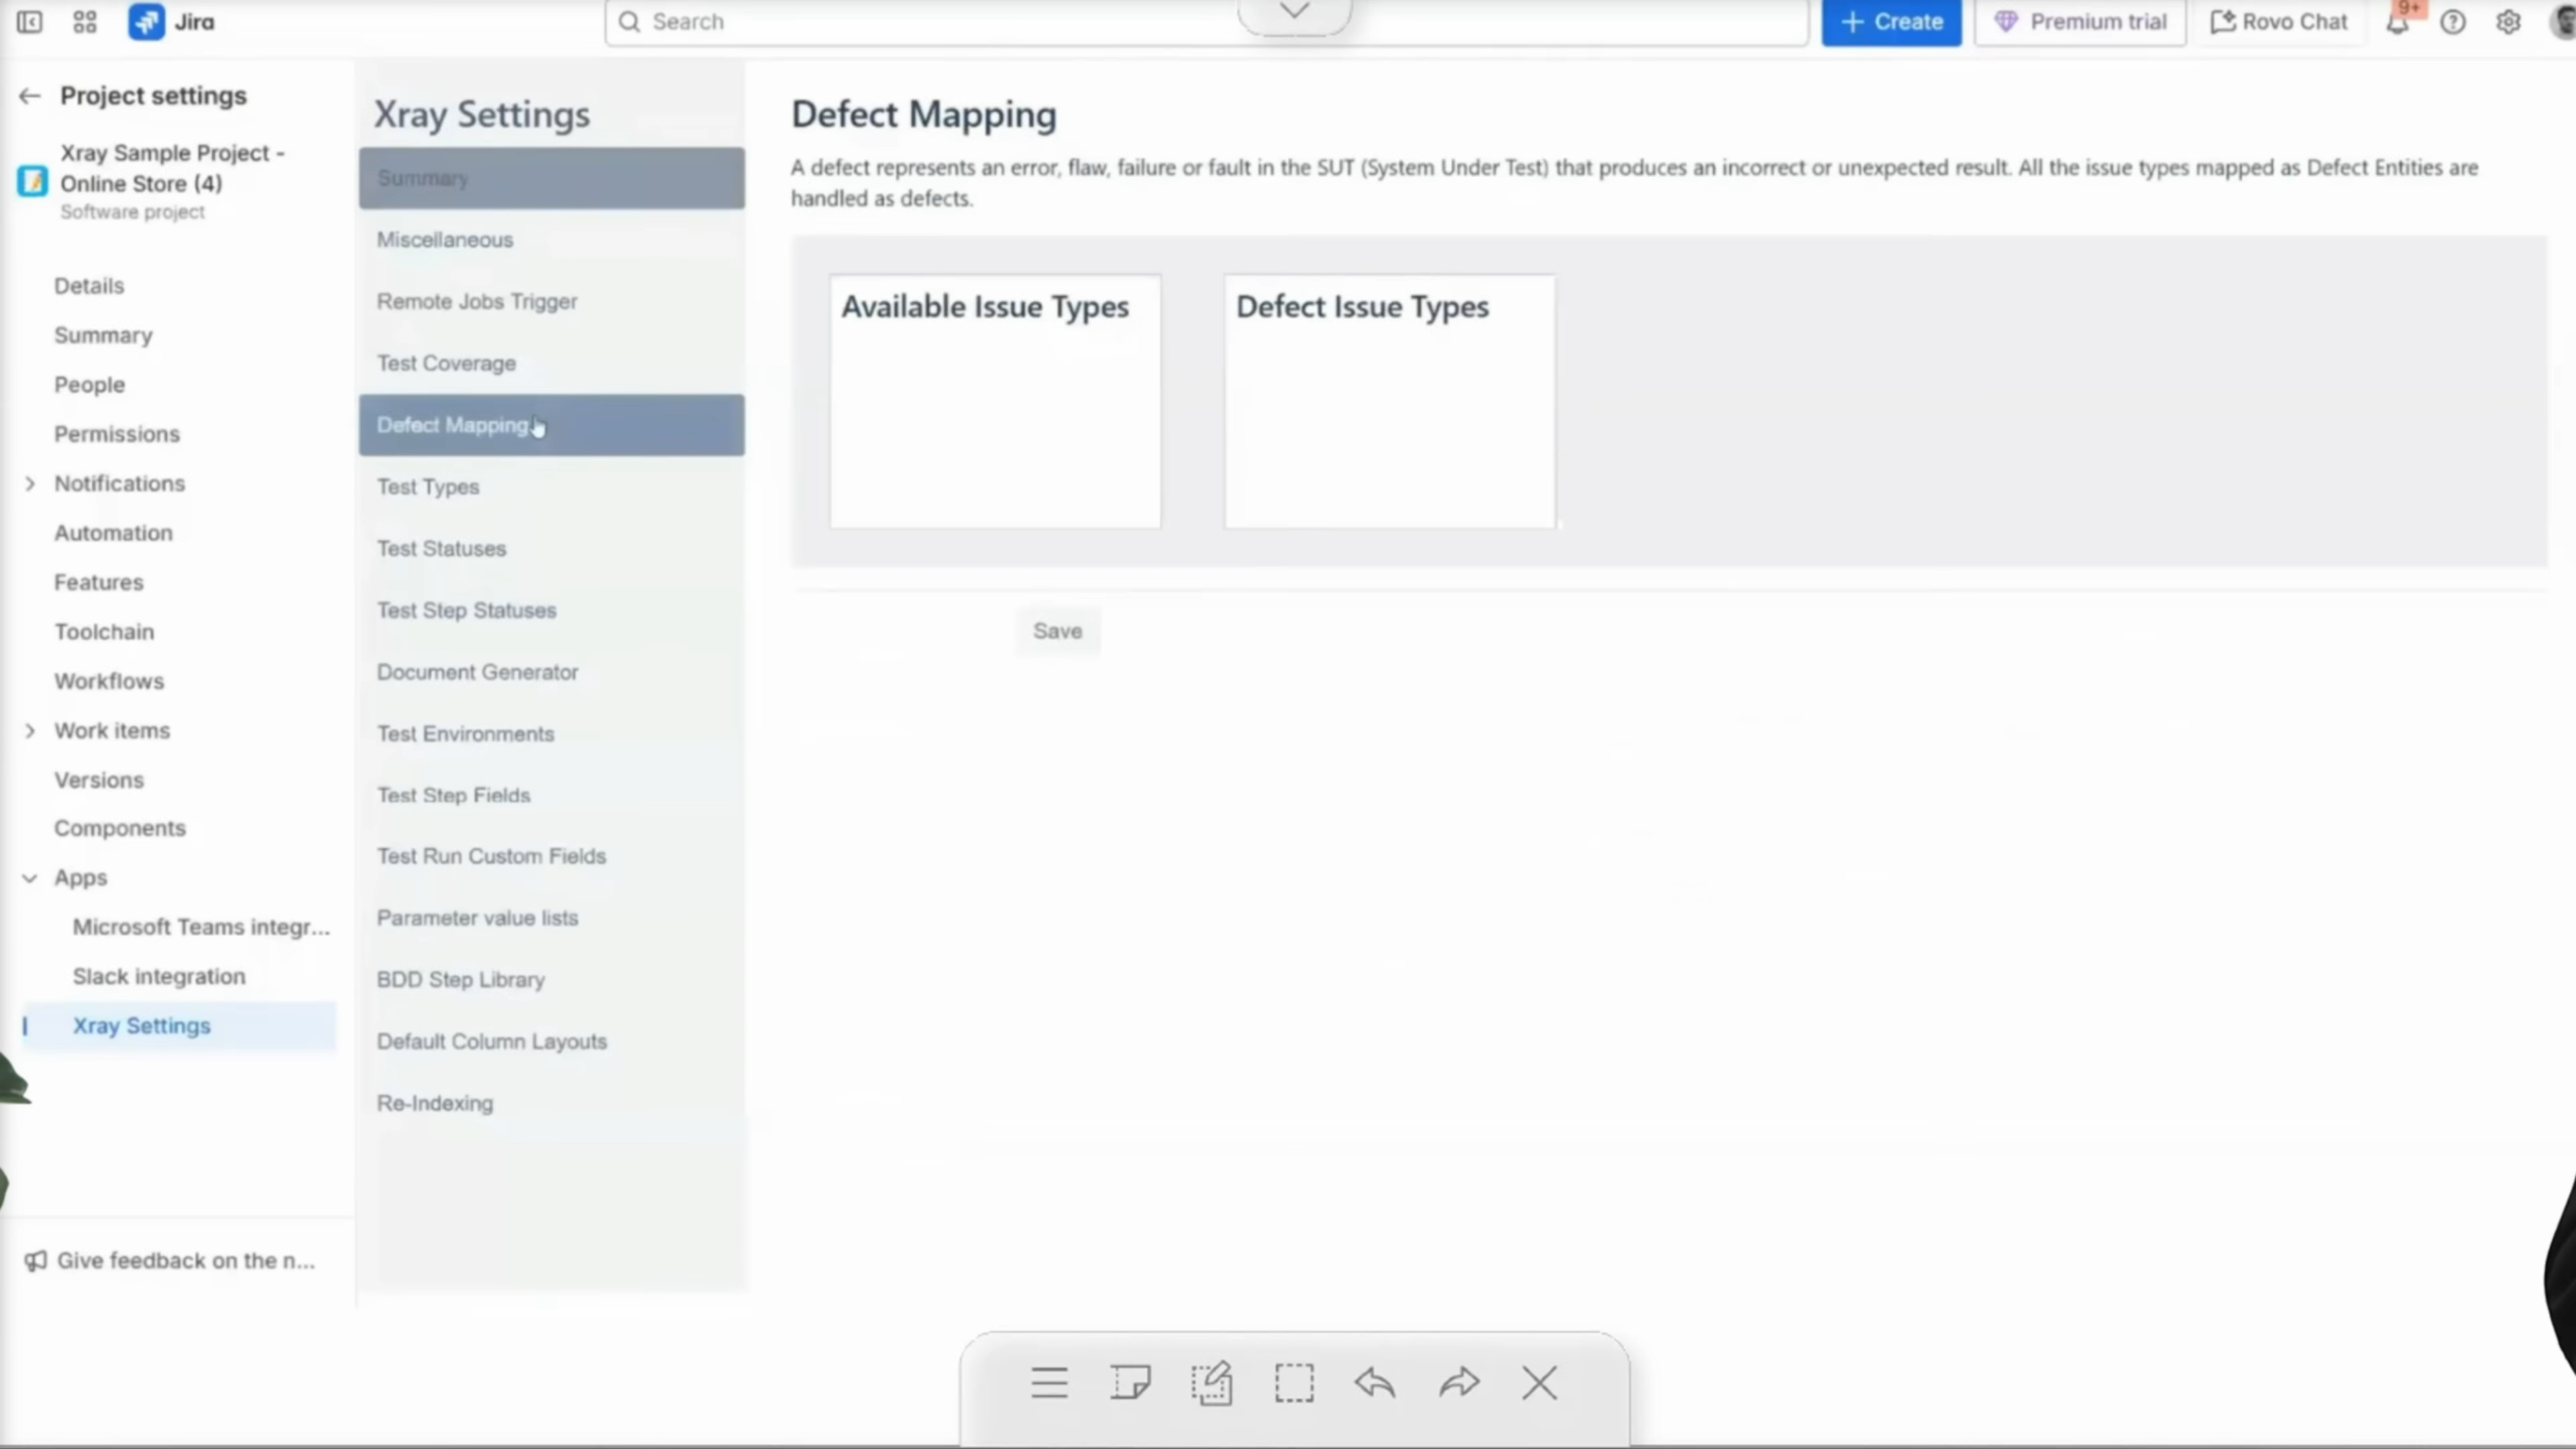 Jira
Search
Create
Premium trial
Rovo Chat
9+
Project settings
Xray Sample Project -
Online Store (4)
Software project
Details
Summary
People
Permissions
Notifications
Automation
Features
Toolchain
Workflows
Work items
Versions
Components
Apps
Microsoft Teams integr...
Slack integration
Xray Settings
Give feedback on the n...
Xray Settings
Summary
Miscellaneous
Remote Jobs Trigger
Test Coverage
Defect Mapping
Test Types
Test Statuses
Test Step Statuses
Document Generator
Test Environments
Test Step Fields
Test Run Custom Fields
Parameter value lists
BDD Step Library
Default Column Layouts
Re-Indexing
Defect Mapping
A defect represents an error, flaw, failure or fault in the SUT (System Under Test) that produces an incorrect or unexpected result. All the issue types mapped as Defect Entities are
handled as defects.
Available Issue Types
Defect Issue Types
Save